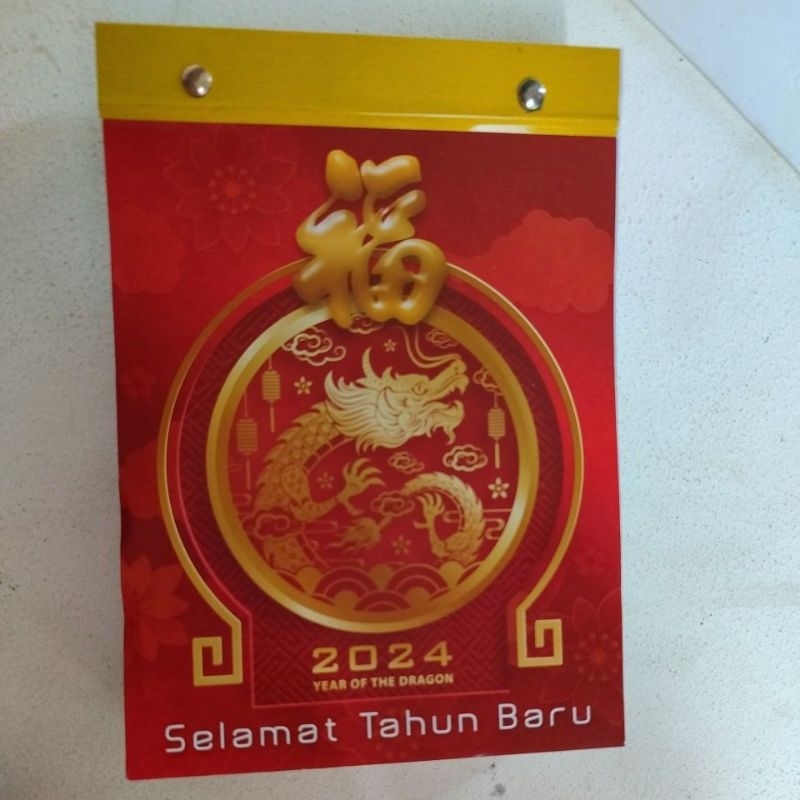 福
2024
YEAR OF THE DRAGON
Selamat Tahun Baru